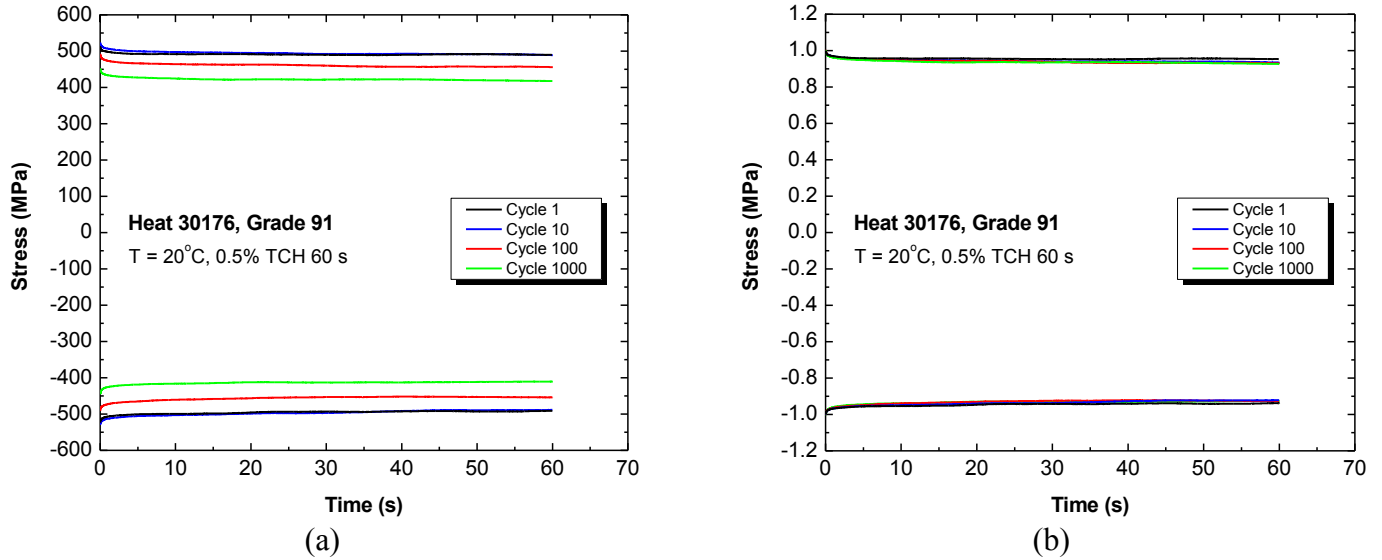 600
500
400
300
200
100
0
-100
-200
-300
-400
-500
-600
Stress (MPa)
Heat 30176, Grade 91
T = 20°C, 0.5% TCH 60 s
Cycle 1
Cycle 10
Cycle 100
Cycle 1000
0 10 20 30 40 50 60 70
Time (s)
(a)
1.2
1.0
0.8
0.6
0.4
0.2
0.0
-0.2
-0.4
-0.6
-0.8
-1.0
-1.2
Stress (MPa)
Heat 30176, Grade 91
T = 20°C, 0.5% TCH 60 s
Cycle 1
Cycle 10
Cycle 100
Cycle 1000
0 10 20 30 40 50 60 70
Time (s)
(b)